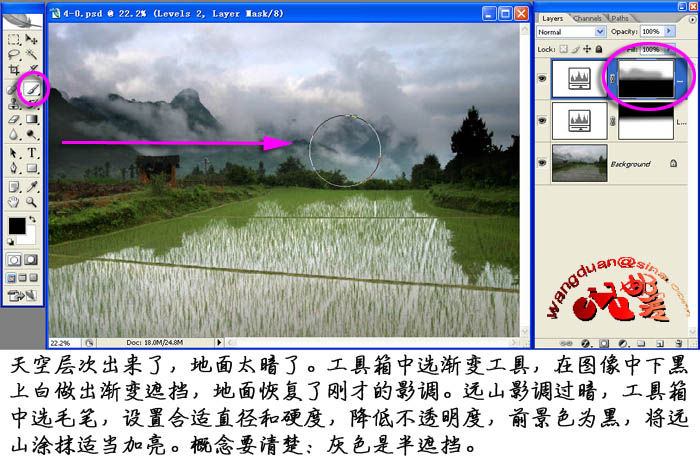 4-0.psd @ 22.2% (Levels 2, Layer Mask/8)
Layers
Channels
Paths
Normal
Opacity: 100%
Lock:
Fill: 100%
...
L...
Background
wangduan@sina.com
22.2%
Doc: 18.0M/24.8M
天空层次出来了，地面太暗了。工具箱中选渐变工具，在图像中下黑
上白做出渐变遮挡，地面恢复了刚才的影调。远山影调过暗，工具箱
中选毛笔，设置合适直径和硬度，降低不透明度，前景色为黑，将远
山涂抹适当加亮。概念要清楚：灰色是半遮挡。